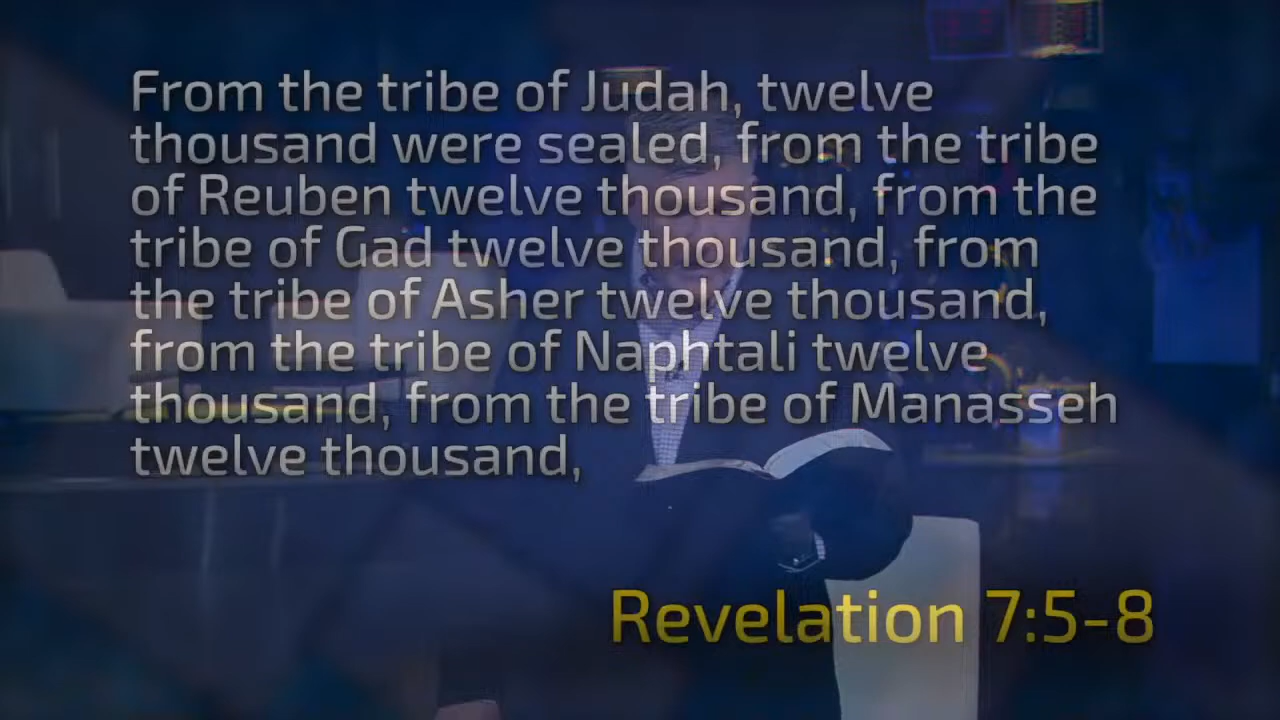 From the tribe of Judah, twelve
thousand were sealed, from the tribe
of Reuben twelve thousand, from the
tribe of Gad twelve thousand, from
the tribe of Asher twelve thousand,
from the tribe of Naphtali twelve
thousand, from the tribe of Manasseh
twelve thousand,
Revelation 7:5-8